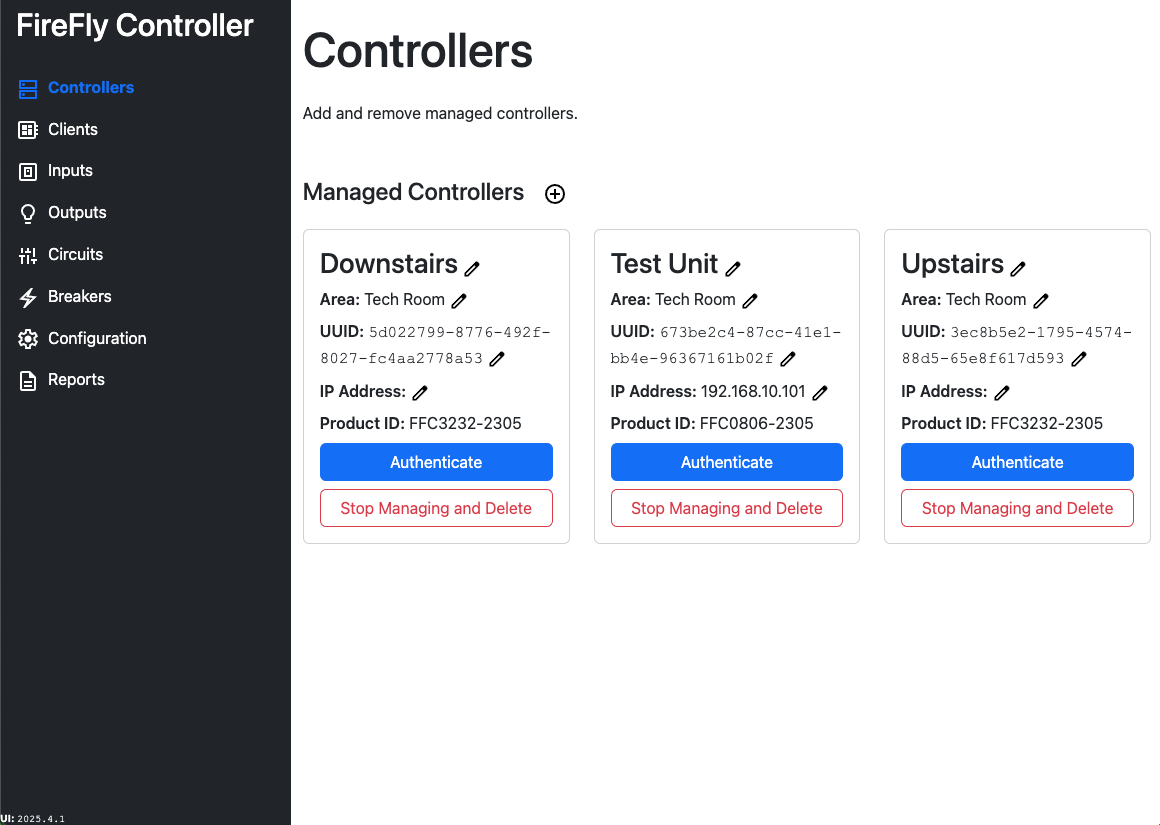 FireFly Controller
Controllers
Clients
Inputs
Outputs
Circuits
Breakers
Configuration
Reports
UI: 2025.4.1
Controllers
Add and remove managed controllers.
Managed Controllers
Downstairs
Area: Tech Room
UUID: 5d022799-8776-492f-
8027-fc4aa2778a53
IP Address:
Product ID: FFC3232-2305
Authenticate
Stop Managing and Delete
Test Unit
Area: Tech Room
UUID: 673be2c4-87cc-41e1-
bb4e-96367161b02f
IP Address: 192.168.10.101
Product ID: FFC0806-2305
Authenticate
Stop Managing and Delete
Upstairs
Area: Tech Room
UUID: 3ec8b5e2-1795-4574-
88d5-65e8f617d593
IP Address:
Product ID: FFC3232-2305
Authenticate
Stop Managing and Delete